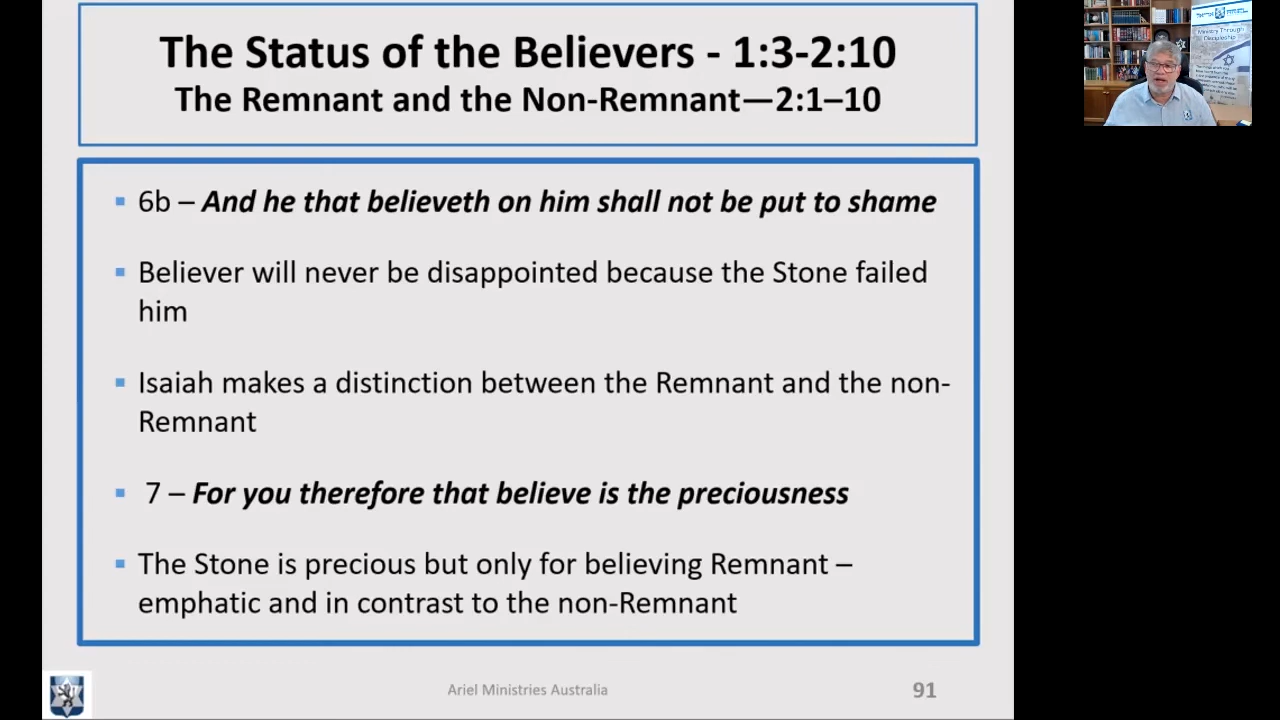 The Status of the Believers - 1:3-2:10
The Remnant and the Non-Remnant—2:1–10
6b – And he that believeth on him shall not be put to shame
Believer will never be disappointed because the Stone failed
him
Isaiah makes a distinction between the Remnant and the non-
Remnant
7 – For you therefore that believe is the preciousness
The Stone is precious but only for believing Remnant –
emphatic and in contrast to the non-Remnant
Ariel Ministries Australia
91
Ministry Through
Discipleship